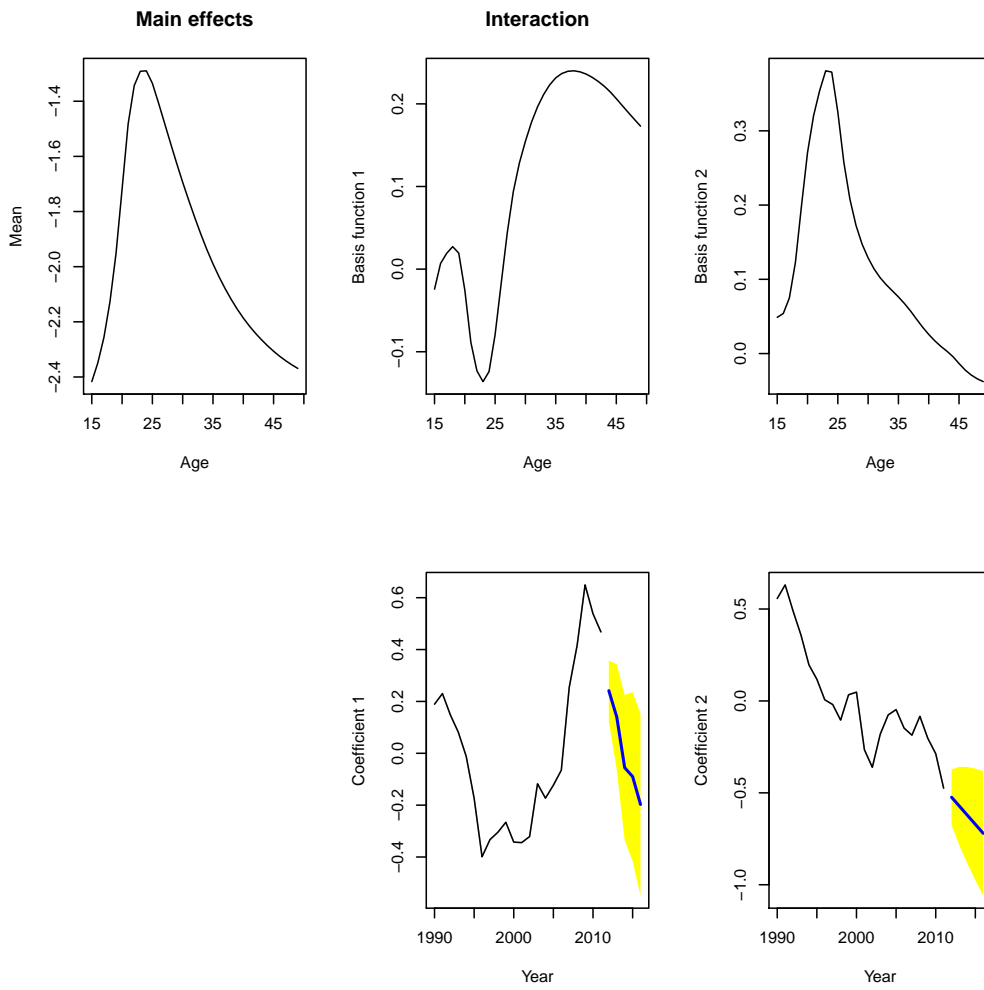 Main effects
Interaction
Mean
−2.4 −2.2 −2.0 −1.8 −1.6 −1.4
15 25 35 45
Age
Basis function 1
−0.1 0.0 0.1 0.2
15 25 35 45
Age
Basis function 2
0.0 0.1 0.2 0.3
15 25 35 45
Age
Coefficient 1
−0.4 −0.2 0.0 0.2 0.4 0.6
1990 2000 2010
Year
Coefficient 2
−1.0 −0.5 0.0 0.5
1990 2000 2010
Year